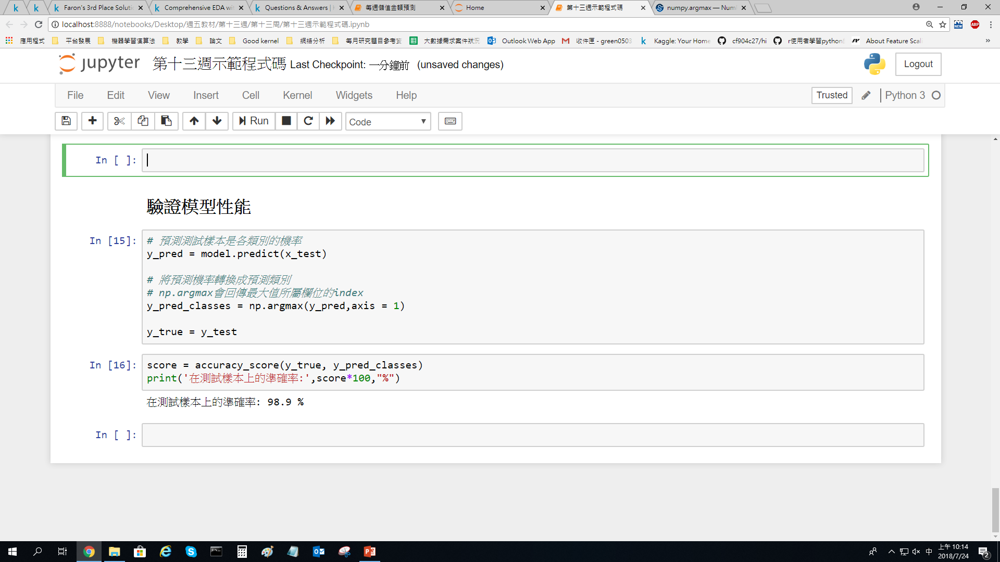 Faron's 3rd Place Soluti
Comprehensive EDA wit
Questions & Answers |
每週儲值金額預測
Home
第十三週示範程式碼
numpy.argmax — Num
localhost:8888/notebooks/Desktop/週五教材/第十三週/第十三周/第十三週示範程式碼.ipynb
NEW
ABP
應用程式
平台發展
機器學習演算法
教學
論文
Good kernel
網絡分析
每月研究題目參考資
大數據需求案件狀況
Outlook Web App
收件匣 - green0503
Kaggle: Your Home
cf904c27/hi
r使用者學習python
About Feature Scali
»
jupyter 第十三週示範程式碼 Last Checkpoint: 一分鐘前 (unsaved changes)
Logout
File Edit View Insert Cell Kernel Widgets Help
Trusted
Python 3
Run
Code
In [ ]:
驗證模型性能
In [15]:
# 預測測試樣本是各類別的機率
y_pred = model.predict(x_test)
# 將預測機率轉換成預測類別
# np.argmax會回傳最大值所屬欄位的index
y_pred_classes = np.argmax(y_pred,axis = 1)
y_true = y_test
In [16]:
score = accuracy_score(y_true, y_pred_classes)
print('在測試樣本上的準確率:',score*100,"%")
在測試樣本上的準確率: 98.9 %
In [ ]:
中
上午 10:14
2018/7/24
2